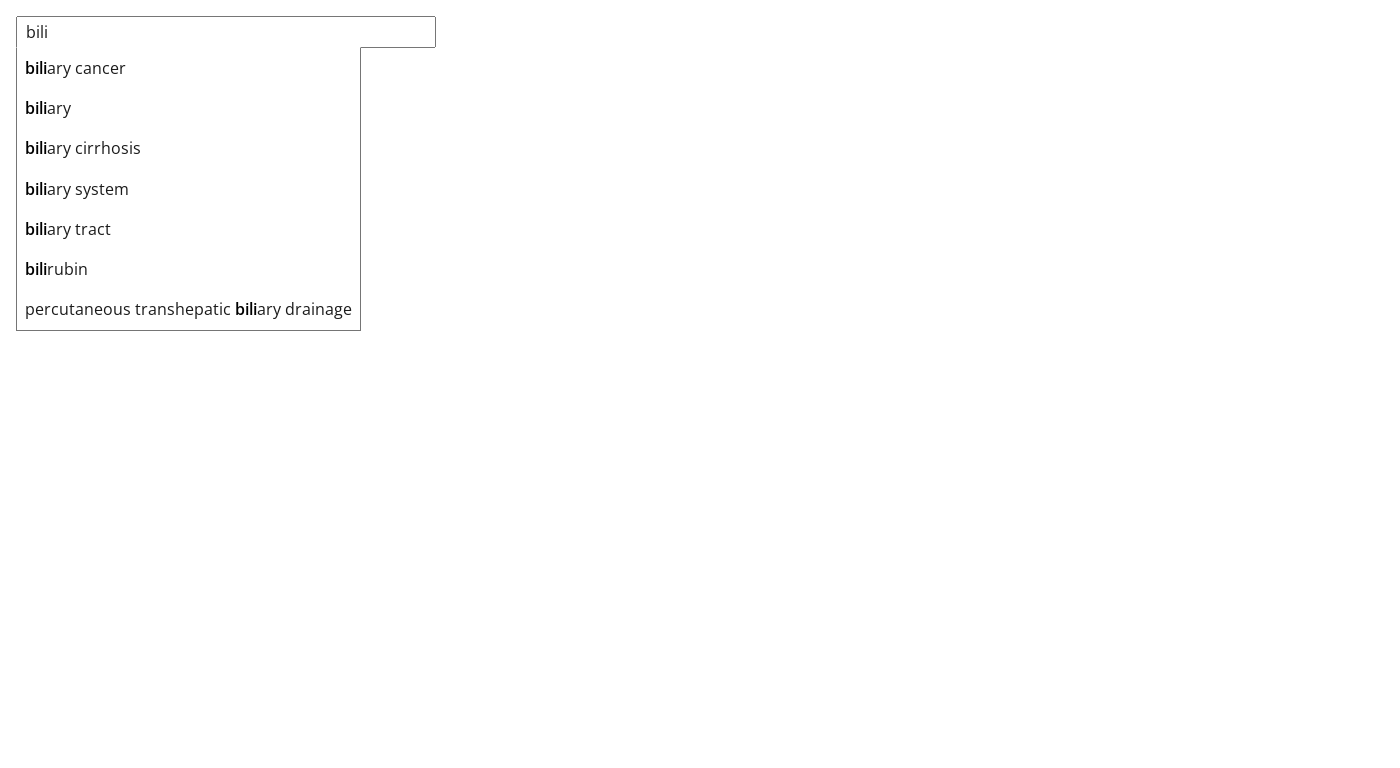 bili
biliary cancer
biliary
biliary cirrhosis
biliary system
biliary tract
bilirubin
percutaneous transhepatic biliary drainage